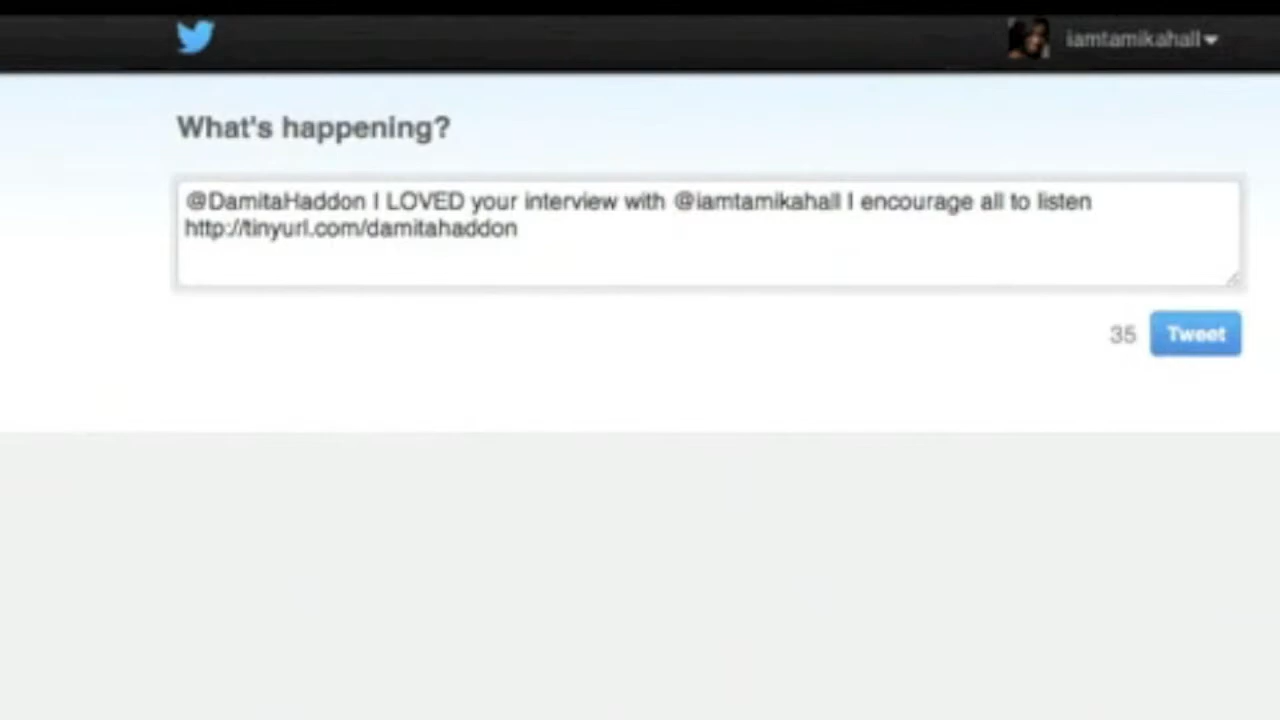 iamtamikahall
What's happening?
@DamitaHaddon I LOVED your interview with @iamtamikahall I encourage all to listen
http://tinyurl.com/damitahaddon
35 Tweet